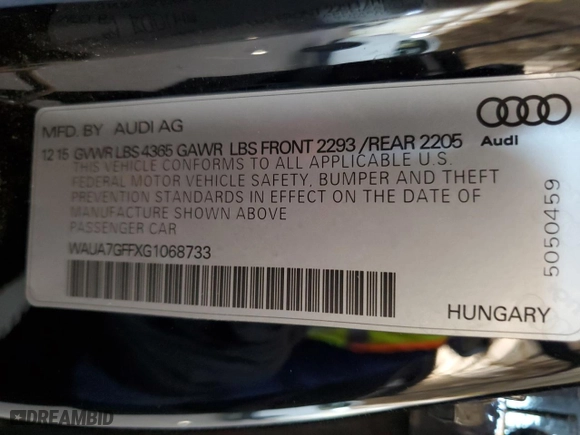 MFD. BY AUDI AG
12 15 GVWR LBS 4365 GAWR LBS FRONT 2293 /REAR 2205
THIS VEHICLE CONFORMS TO ALL APPLICABLE U.S.
FEDERAL MOTOR VEHICLE SAFETY, BUMPER AND THEFT
PREVENTION STANDARDS IN EFFECT ON THE DATE OF
MANUFACTURE SHOWN ABOVE
PASSENGER CAR
WAUA7GFFXG1068733
Audi
5050459
HUNGARY
DREAMBID